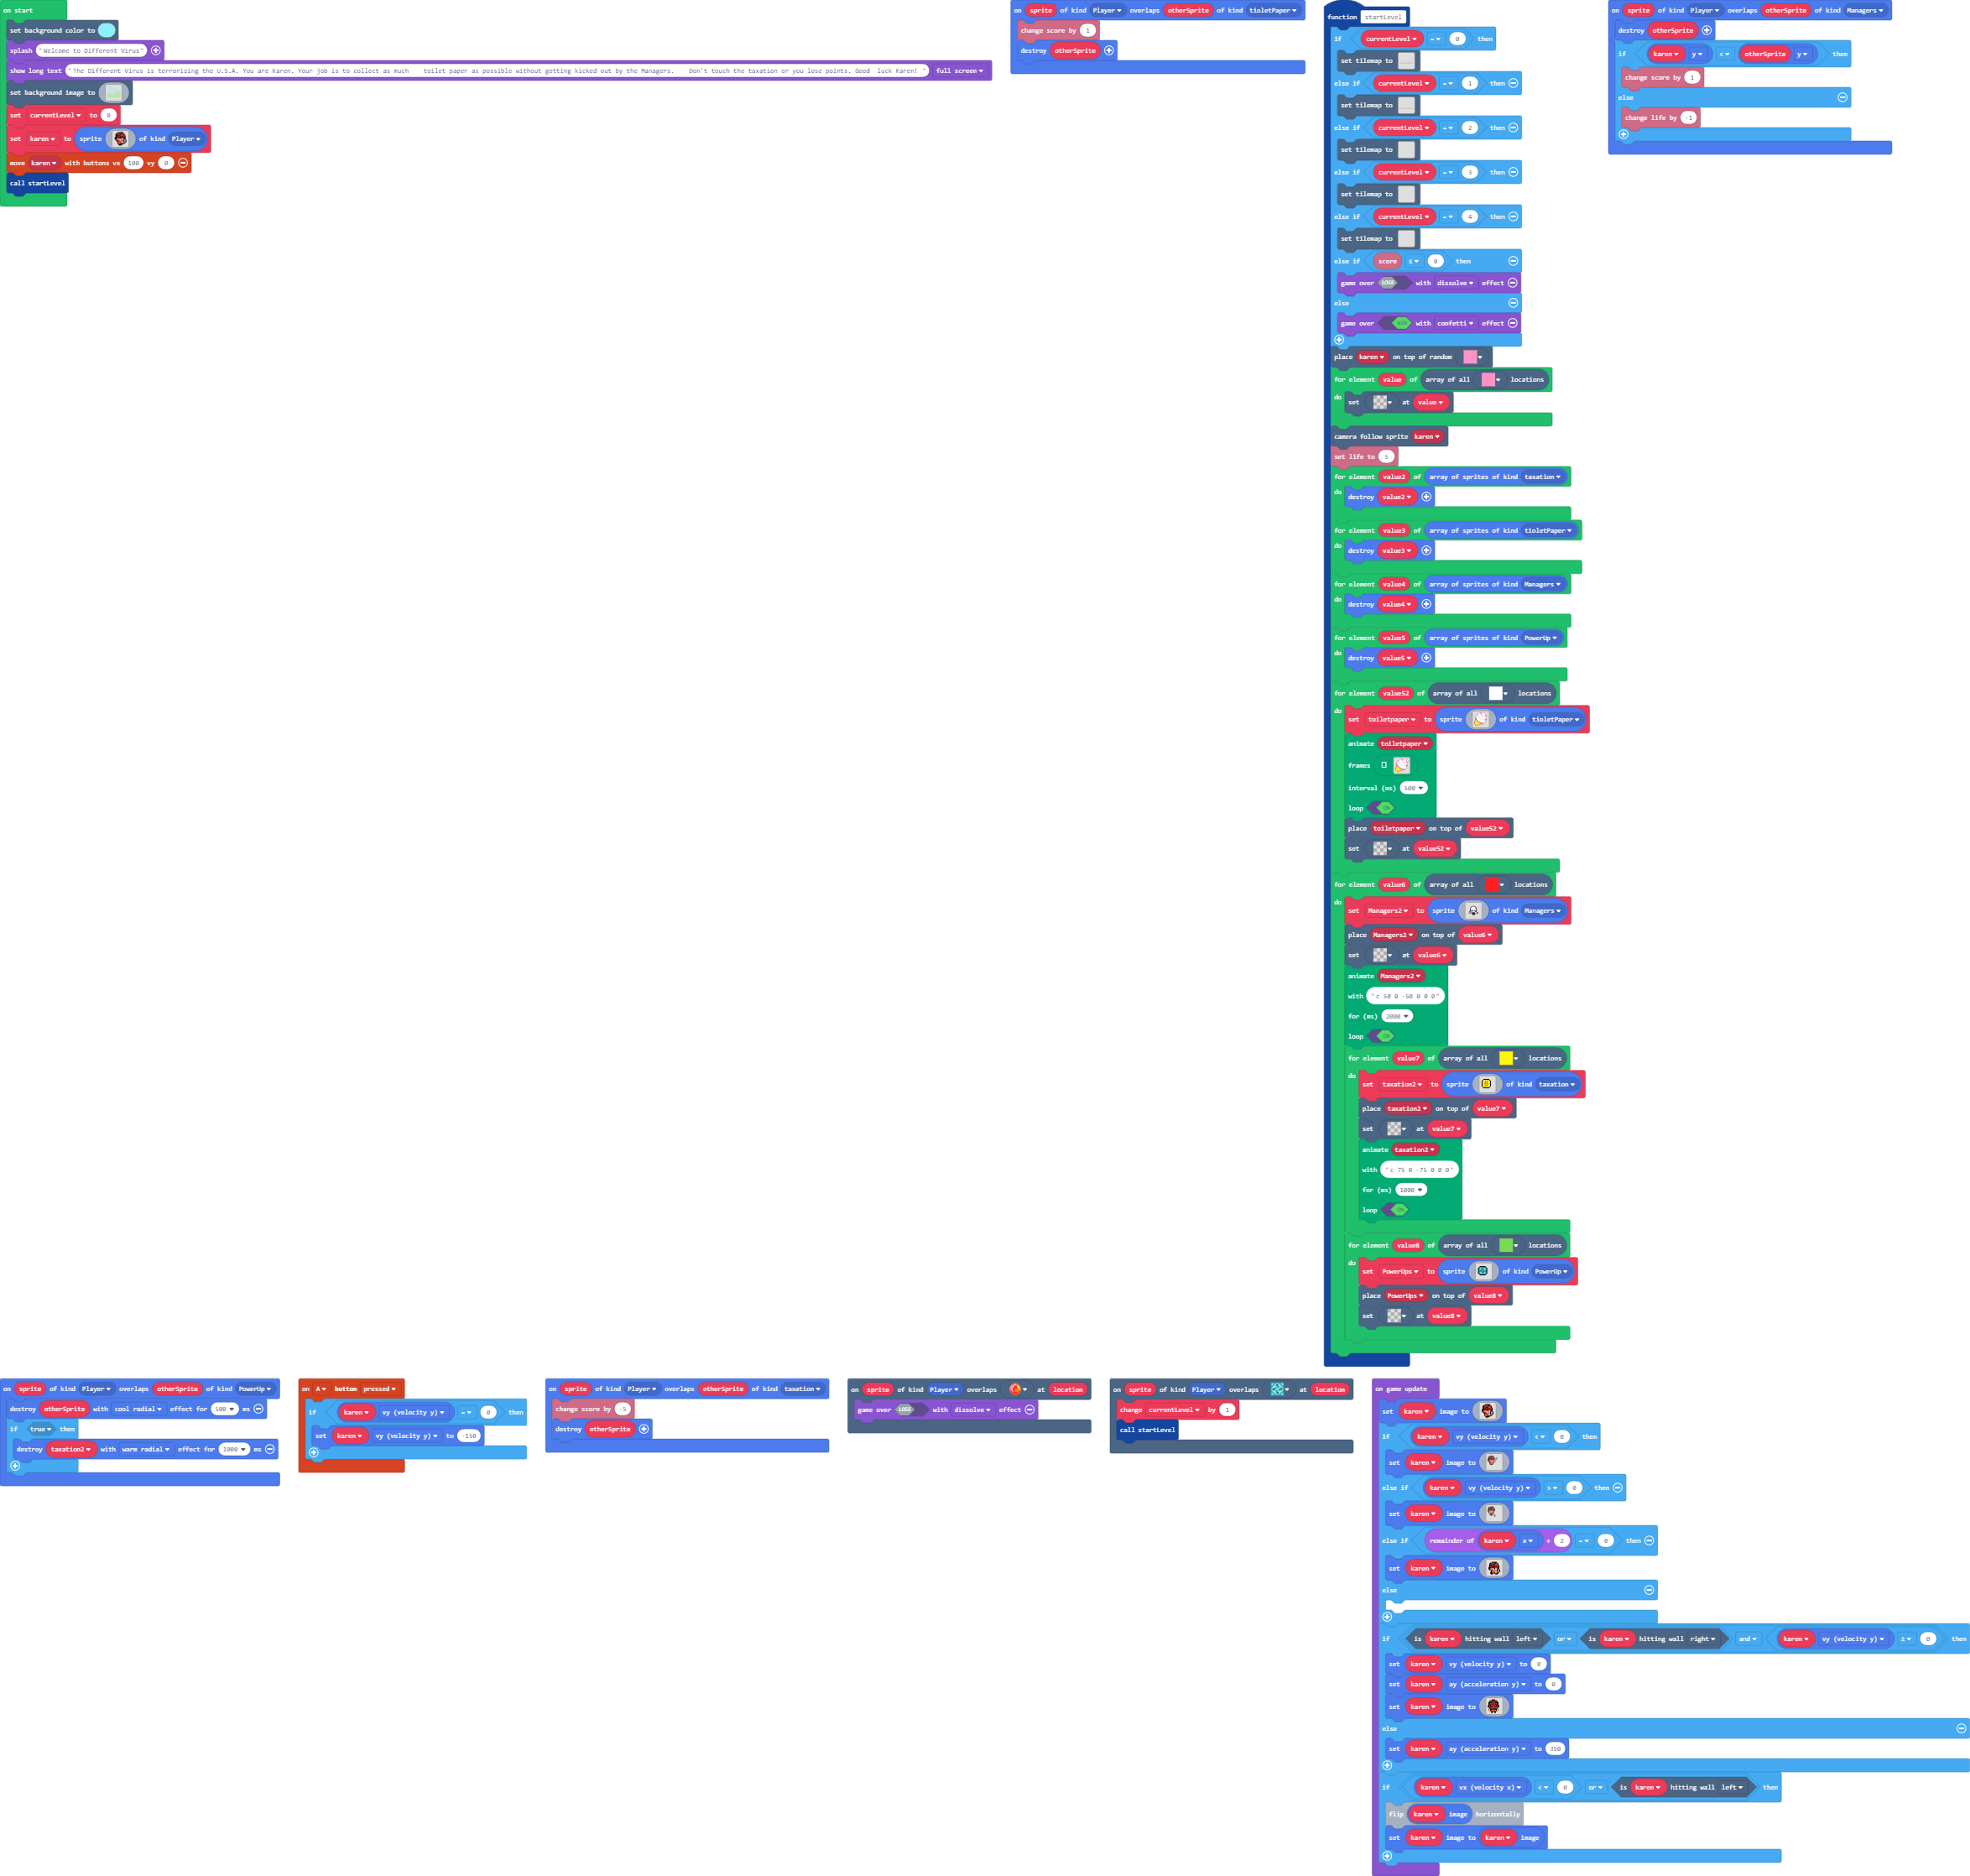 on start
set background color to
splash "Welcome to Different Virus"
show long text "The Different Virus is terrorizing the U.S.A. You are Karen. Your job is to collect as much toilet paper as possible without getting kicked out by the Managers. Don't touch the taxation or you lose points. Good luck Karen! " full screen
set background image to
set currentLevel to 0
set karen to sprite of kind Player
move karen with buttons vx 100 vy 0
call startLevel
on sprite of kind Player overlaps otherSprite of kind tioletPaper
change score by 1
destroy otherSprite
function startLevel
if currentLevel = 0 then
set tilemap to
else if currentLevel = 1 then
set tilemap to
else if currentLevel = 2 then
set tilemap to
else if currentLevel = 3 then
set tilemap to
else if currentLevel = 4 then
set tilemap to
else if score ≤ 0 then
game over LOSE with dissolve effect
else
game over WIN with confetti effect
place karen on top of random
for element value of array of all locations
do set at value
camera follow sprite karen
set life to 5
for element value2 of array of sprites of kind taxation
do destroy value2
for element value3 of array of sprites of kind tioletPaper
do destroy value3
for element value4 of array of sprites of kind Managers
do destroy value4
for element value5 of array of sprites of kind PowerUp
do destroy value5
for element value52 of array of all locations
do set toiletpaper to sprite of kind tioletPaper
animate toiletpaper
frames
interval (ms) 500
loop ON
place toiletpaper on top of value52
set at value52
for element value6 of array of all locations
do set Managers2 to sprite of kind Managers
place Managers2 on top of value6
set at value6
animate Managers2
with "c 50 0 -50 0 0 0"
for (ms) 2000
loop ON
for element value7 of array of all locations
do set taxation2 to sprite of kind taxation
place taxation2 on top of value7
set at value7
animate taxation2
with "c 75 0 -75 0 0 0"
for (ms) 1000
loop ON
for element value8 of array of all locations
do set PowerUps to sprite of kind PowerUp
place PowerUps on top of value8
set at value8
on sprite of kind Player overlaps otherSprite of kind Managers
destroy otherSprite
if karen y < otherSprite y then
change score by 1
else
change life by -1
on sprite of kind Player overlaps otherSprite of kind PowerUp
destroy otherSprite with cool radial effect for 500 ms
if true then
destroy taxation2 with warm radial effect for 1000 ms
on A button pressed
if karen vy (velocity y) = 0 then
set karen vy (velocity y) to -150
on sprite of kind Player overlaps otherSprite of kind taxation
change score by -5
destroy otherSprite
on sprite of kind Player overlaps at location
game over LOSE with dissolve effect
on sprite of kind Player overlaps at location
change currentLevel by 1
call startLevel
on game update
set karen image to
if karen vy (velocity y) < 0 then
set karen image to
else if karen vy (velocity y) > 0 then
set karen image to
else if remainder of karen x ÷ 2 = 0 then
set karen image to
else
if is karen hitting wall left or is karen hitting wall right and karen vy (velocity y) ≥ 0 then
set karen vy (velocity y) to 0
set karen ay (acceleration y) to 0
set karen image to
else
set karen ay (acceleration y) to 350
if karen vx (velocity x) < 0 or is karen hitting wall left then
flip karen image horizontally
set karen image to karen image